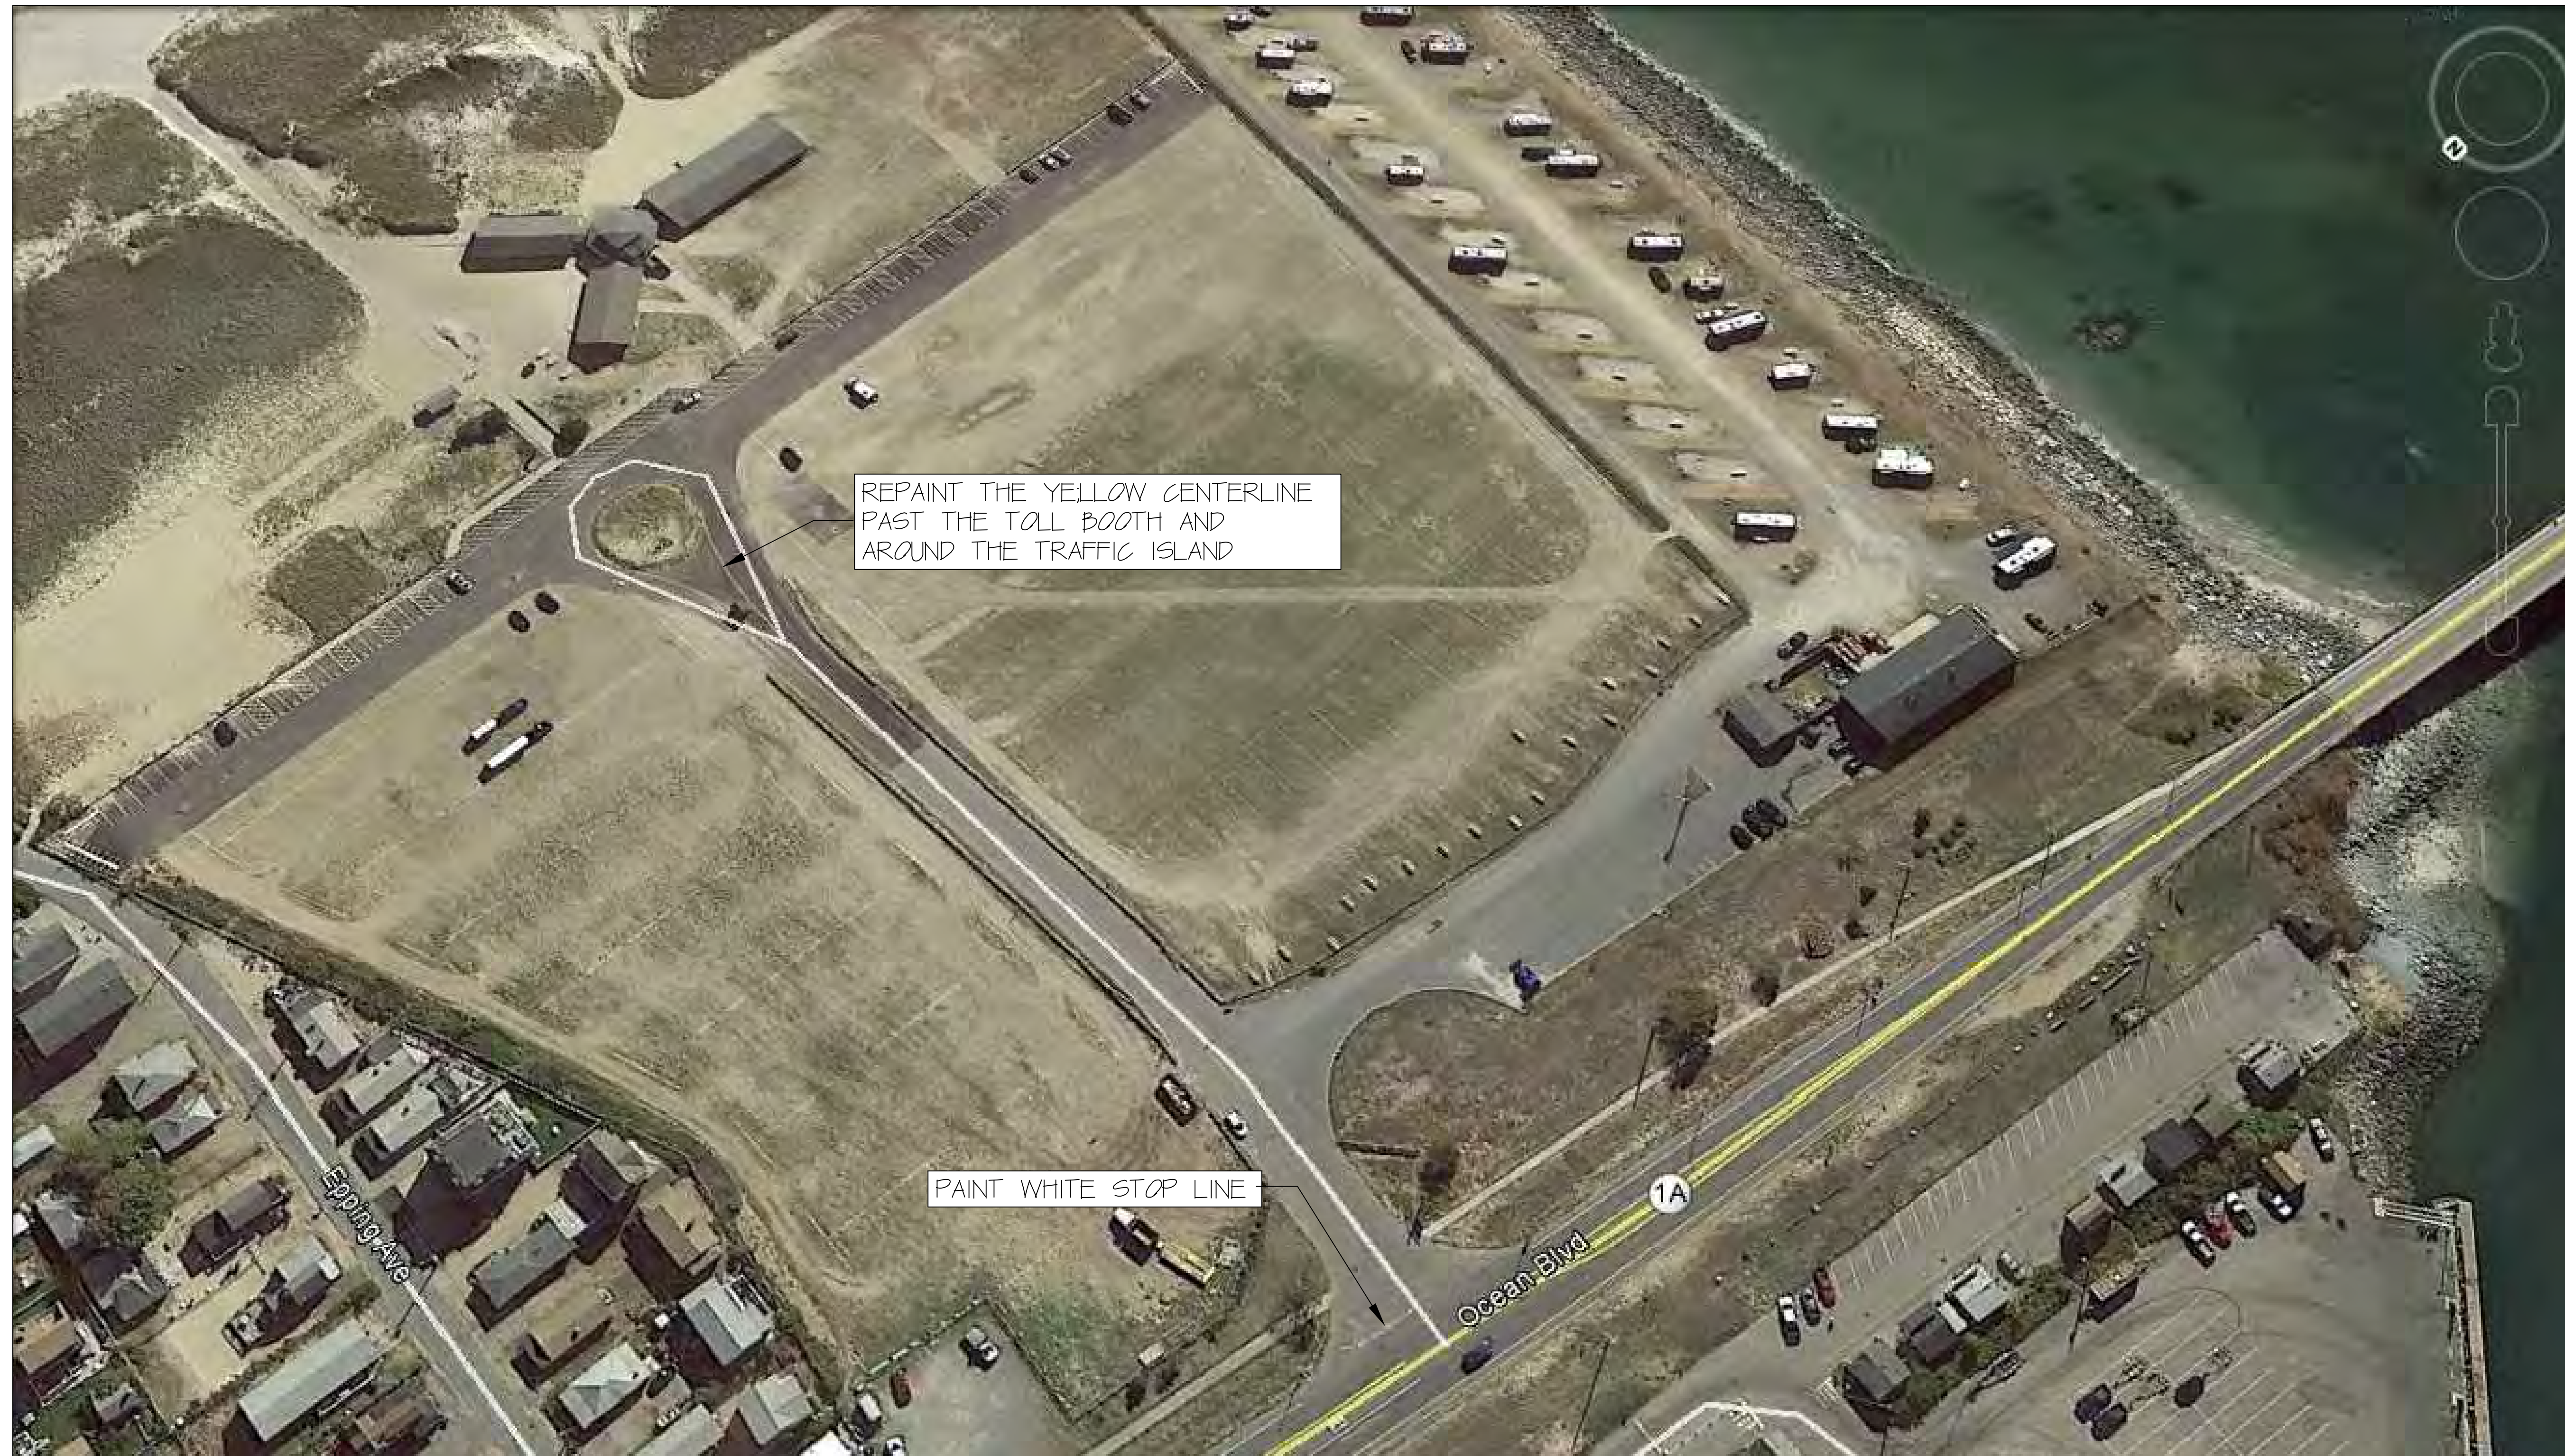 N
REPAINT THE YELLOW CENTERLINE
PAST THE TOLL BOOTH AND
AROUND THE TRAFFIC ISLAND
PAINT WHITE STOP LINE
1A
Epping Ave
Ocean Blvd